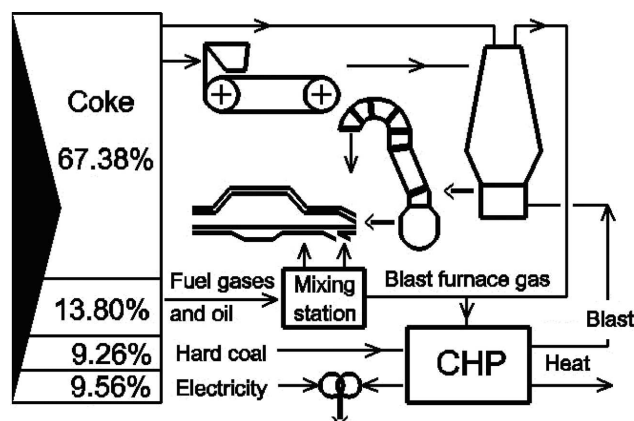 Coke
67.38%
13.80%
9.26%
9.56%
Fuel gases
and oil
Mixing
station
Blast furnace gas
Hard coal
Electricity
CHP
Blast
Heat